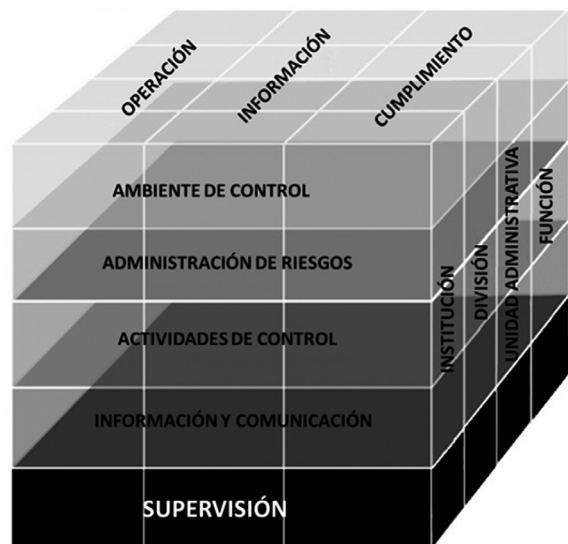 OPERACIÓN
INFORMACIÓN
CUMPLIMIENTO
AMBIENTE DE CONTROL
ADMINISTRACIÓN DE RIESGOS
ACTIVIDADES DE CONTROL
INFORMACIÓN Y COMUNICACIÓN
SUPERVISIÓN
INSTITUCIÓN
DIVISIÓN
UNIDAD ADMINISTRATIVA
FUNCIÓN